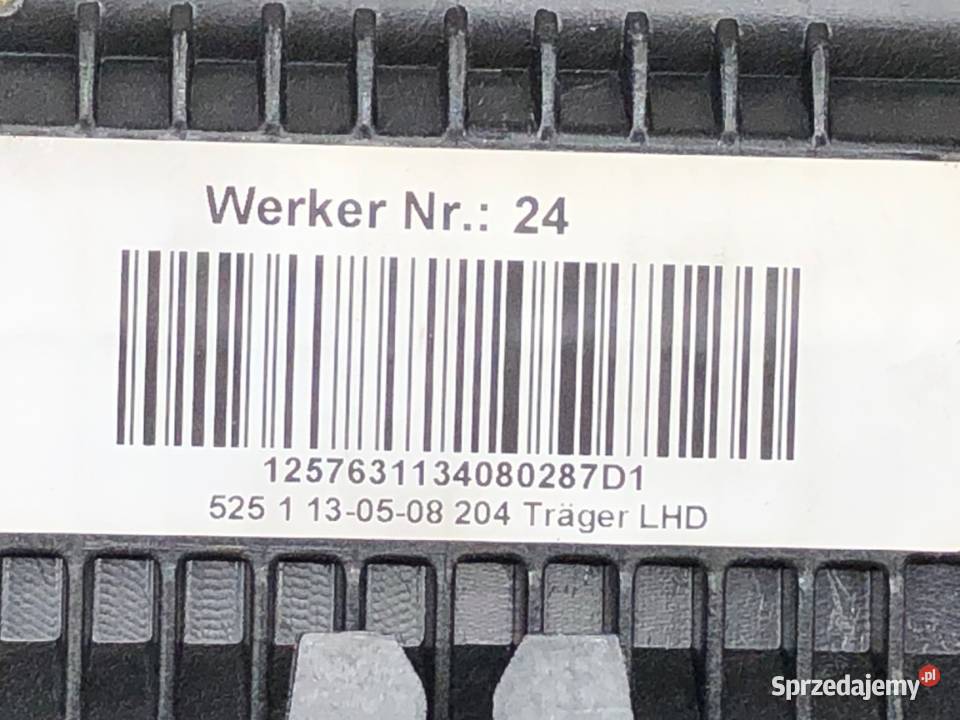 Werker Nr.: 24
1257631134080287D1
525 1 13-05-08 204 Träger LHD
Sprzedajemy.pl